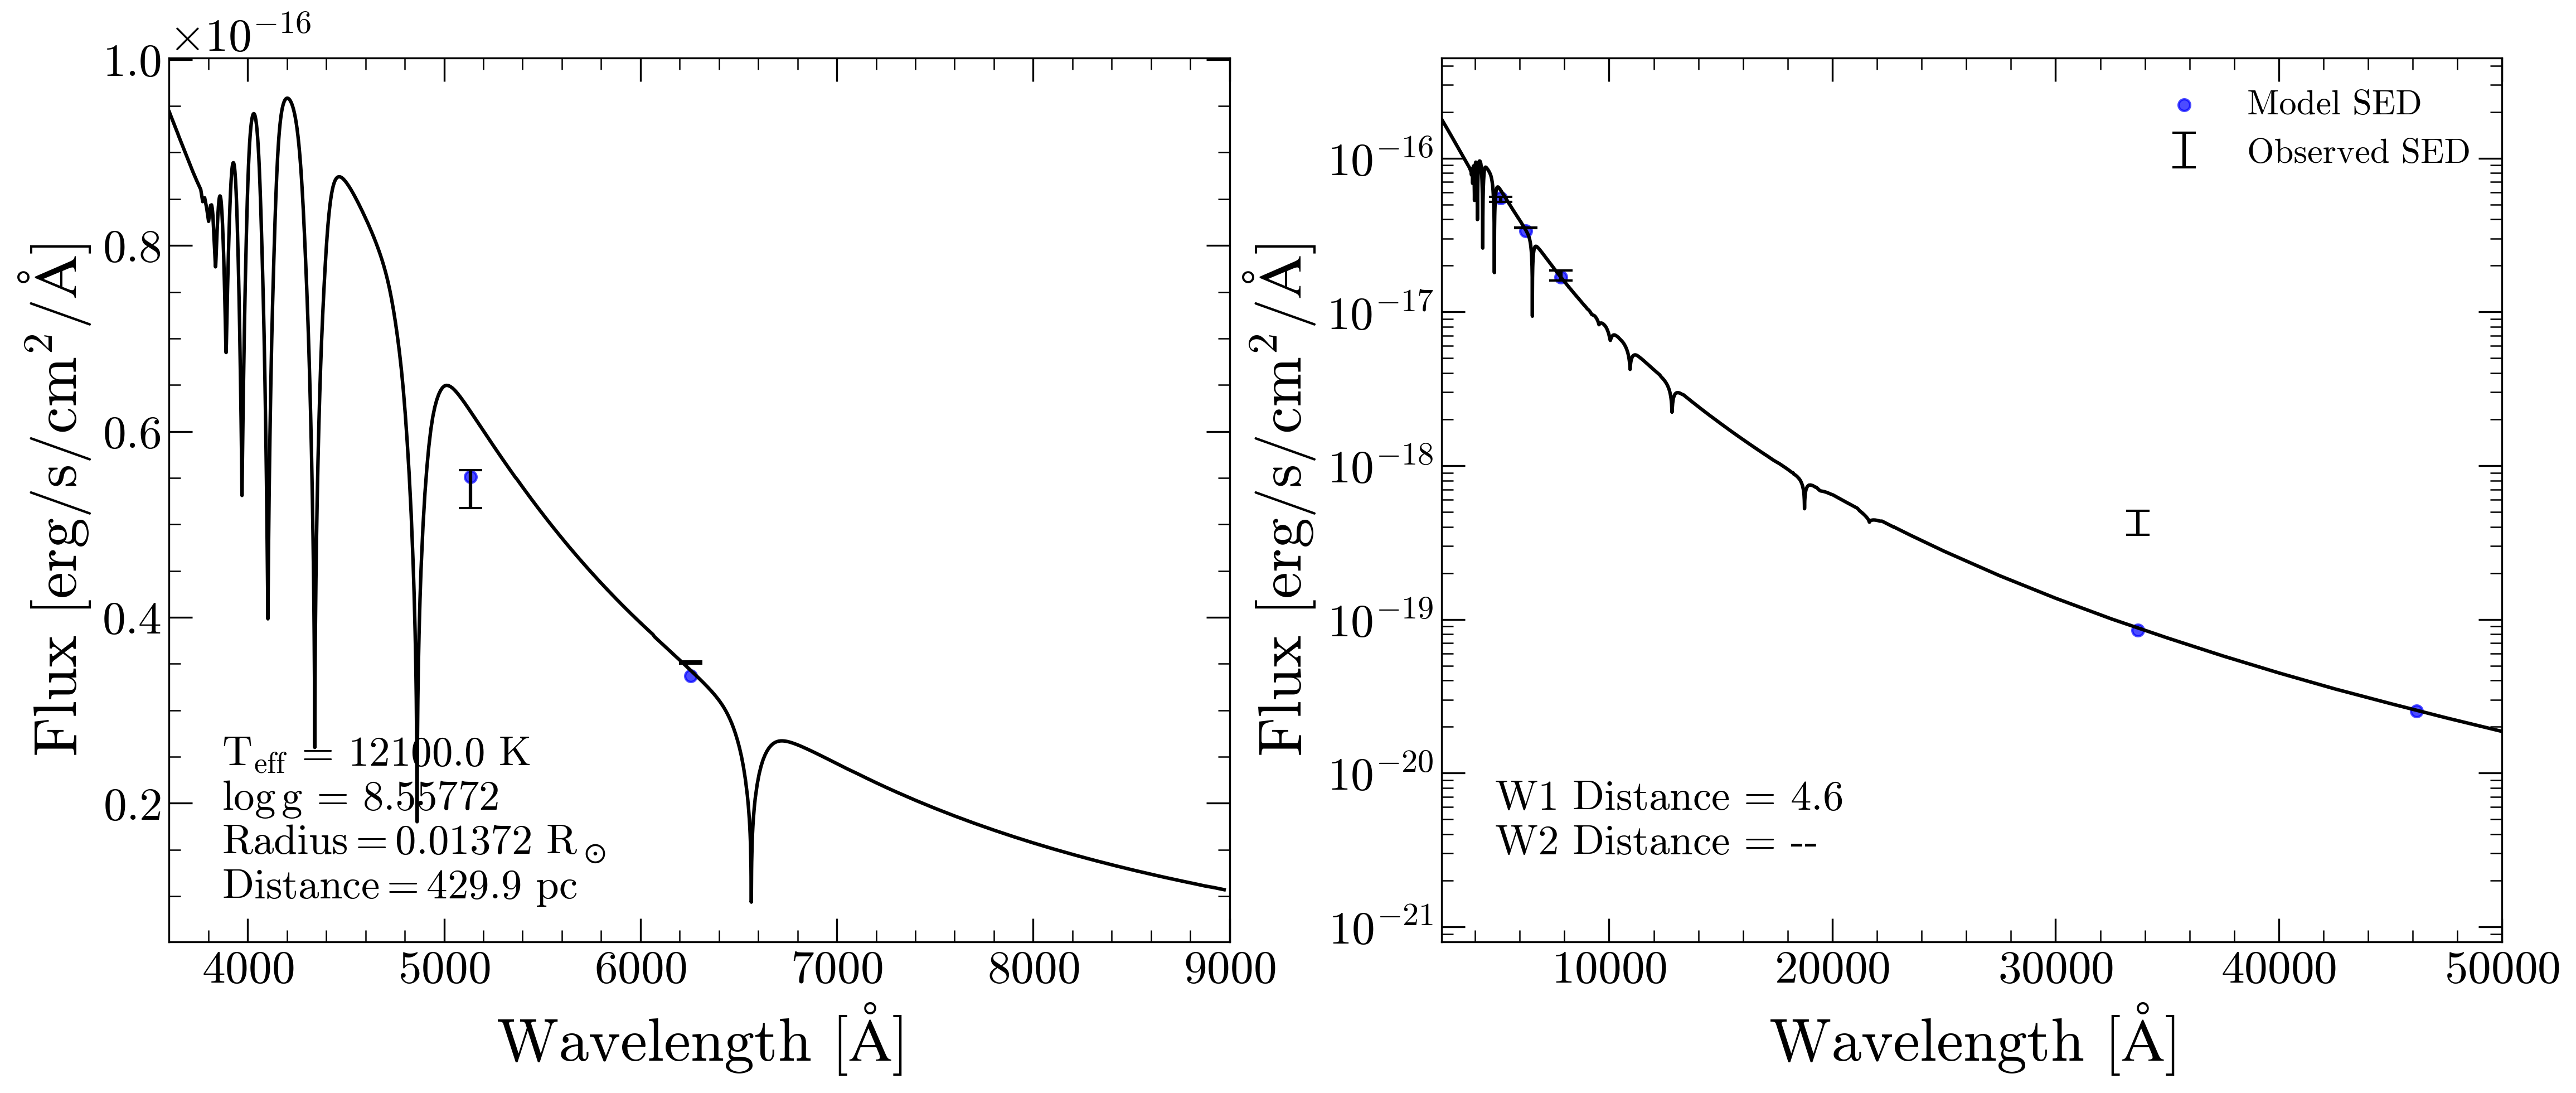 ×10⁻¹⁶
1.0
0.8
0.6
0.4
0.2
Flux [erg/s/cm²/Å]
T_eff = 12100.0 K
log g = 8.55772
Radius = 0.01372 R_⊙
Distance = 429.9 pc
4000 5000 6000 7000 8000 9000
Wavelength [Å]
10⁻¹⁶
10⁻¹⁷
10⁻¹⁸
10⁻¹⁹
10⁻²⁰
10⁻²¹
Flux [erg/s/cm²/Å]
Model SED
Observed SED
W1 Distance = 4.6
W2 Distance = --
10000 20000 30000 40000 50000
Wavelength [Å]